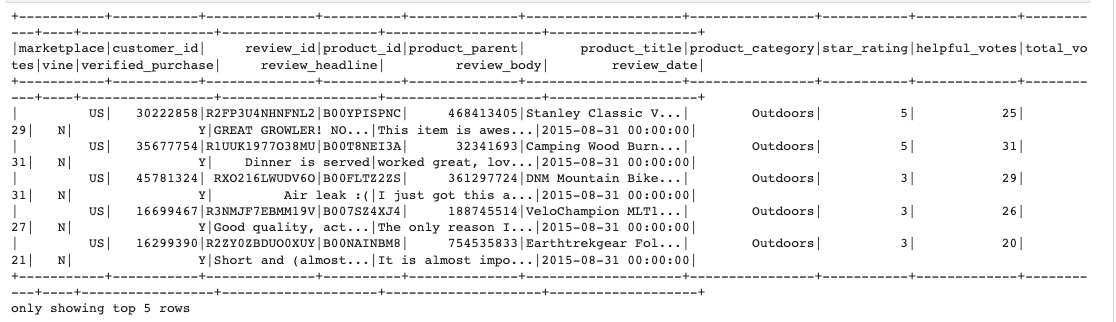 +-----------+-----------+--------------+----------+--------------+--------------------+----------------+-----------+-------------+--------
---+----+-----------------+--------------------+--------------------+-------------------+
|marketplace|customer_id|     review_id|product_id|product_parent|       product_title|product_category|star_rating|helpful_votes|total_vo
tes|vine|verified_purchase|     review_headline|         review_body|        review_date|
+-----------+-----------+--------------+----------+--------------+--------------------+----------------+-----------+-------------+--------
---+----+-----------------+--------------------+--------------------+-------------------+
|         US|   30222858|R2FP3U4NHNFNL2|B00YPISPNC|     468413405|Stanley Classic V...|        Outdoors|          5|           25|
29|   N|                Y|GREAT GROWLER! NO...|This item is awes...|2015-08-31 00:00:00|
|         US|   35677754|R1UUK1977O38MU|B00T8NEI3A|      32341693|Camping Wood Burn...|        Outdoors|          5|           31|
31|   N|                Y|    Dinner is served|worked great, lov...|2015-08-31 00:00:00|
|         US|   45781324| RXO216LWUDV6O|B00FLTZ2ZS|     361297724|DNM Mountain Bike...|        Outdoors|          3|           29|
31|   N|                Y|         Air leak :(|I just got this a...|2015-08-31 00:00:00|
|         US|   16699467|R3NMJF7EBMM19V|B007SZ4XJ4|     188745514|VeloChampion MLT1...|        Outdoors|          3|           26|
27|   N|                Y|Good quality, act...|The only reason I...|2015-08-31 00:00:00|
|         US|   16299390|R2ZY0ZBDUO0XUY|B00NAINBM8|     754535833|Earthtrekgear Fol...|        Outdoors|          3|           20|
21|   N|                Y|Short and (almost...|It is almost impo...|2015-08-31 00:00:00|
+-----------+-----------+--------------+----------+--------------+--------------------+----------------+-----------+-------------+--------
---+----+-----------------+--------------------+--------------------+-------------------+
only showing top 5 rows